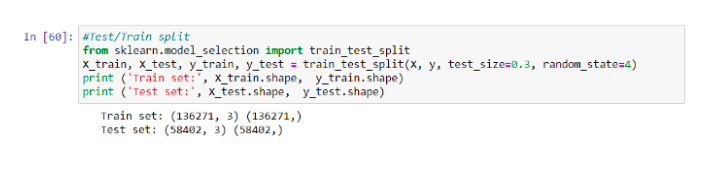 In [60]: #Test/Train split
from sklearn.model_selection import train_test_split
X_train, X_test, y_train, y_test = train_test_split(X, y, test_size=0.3, random_state=4)
print ('Train set:', X_train.shape,  y_train.shape)
print ('Test set:', X_test.shape,  y_test.shape)
Train set: (136271, 3) (136271,)
Test set: (58402, 3) (58402,)